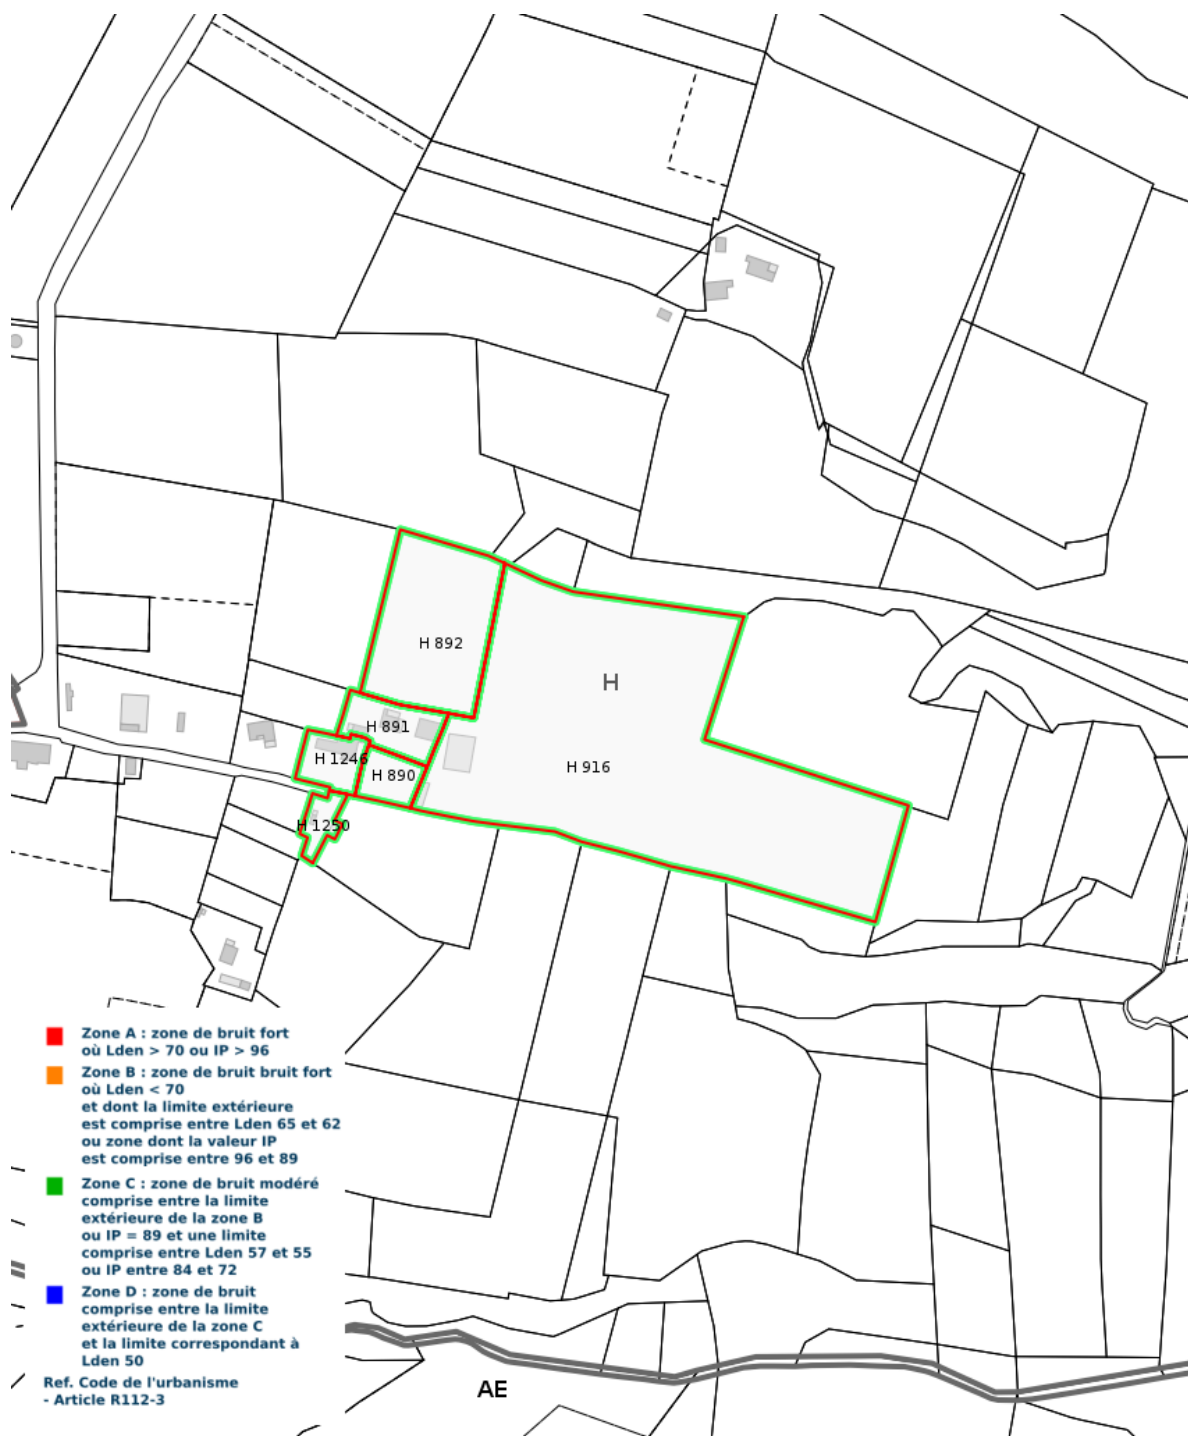 H 892
H
H 891
H 1246
H 916
H 890
H 1250
Zone A : zone de bruit fort
où Lden > 70 ou IP > 96
Zone B : zone de bruit bruit fort
où Lden < 70
et dont la limite extérieure
est comprise entre Lden 65 et 62
ou zone dont la valeur IP
est comprise entre 96 et 89
Zone C : zone de bruit modéré
comprise entre la limite
extérieure de la zone B
ou IP = 89 et une limite
comprise entre Lden 57 et 55
ou IP entre 84 et 72
Zone D : zone de bruit
comprise entre la limite
extérieure de la zone C
et la limite correspondant à
Lden 50
Ref. Code de l'urbanisme
- Article R112-3
AE